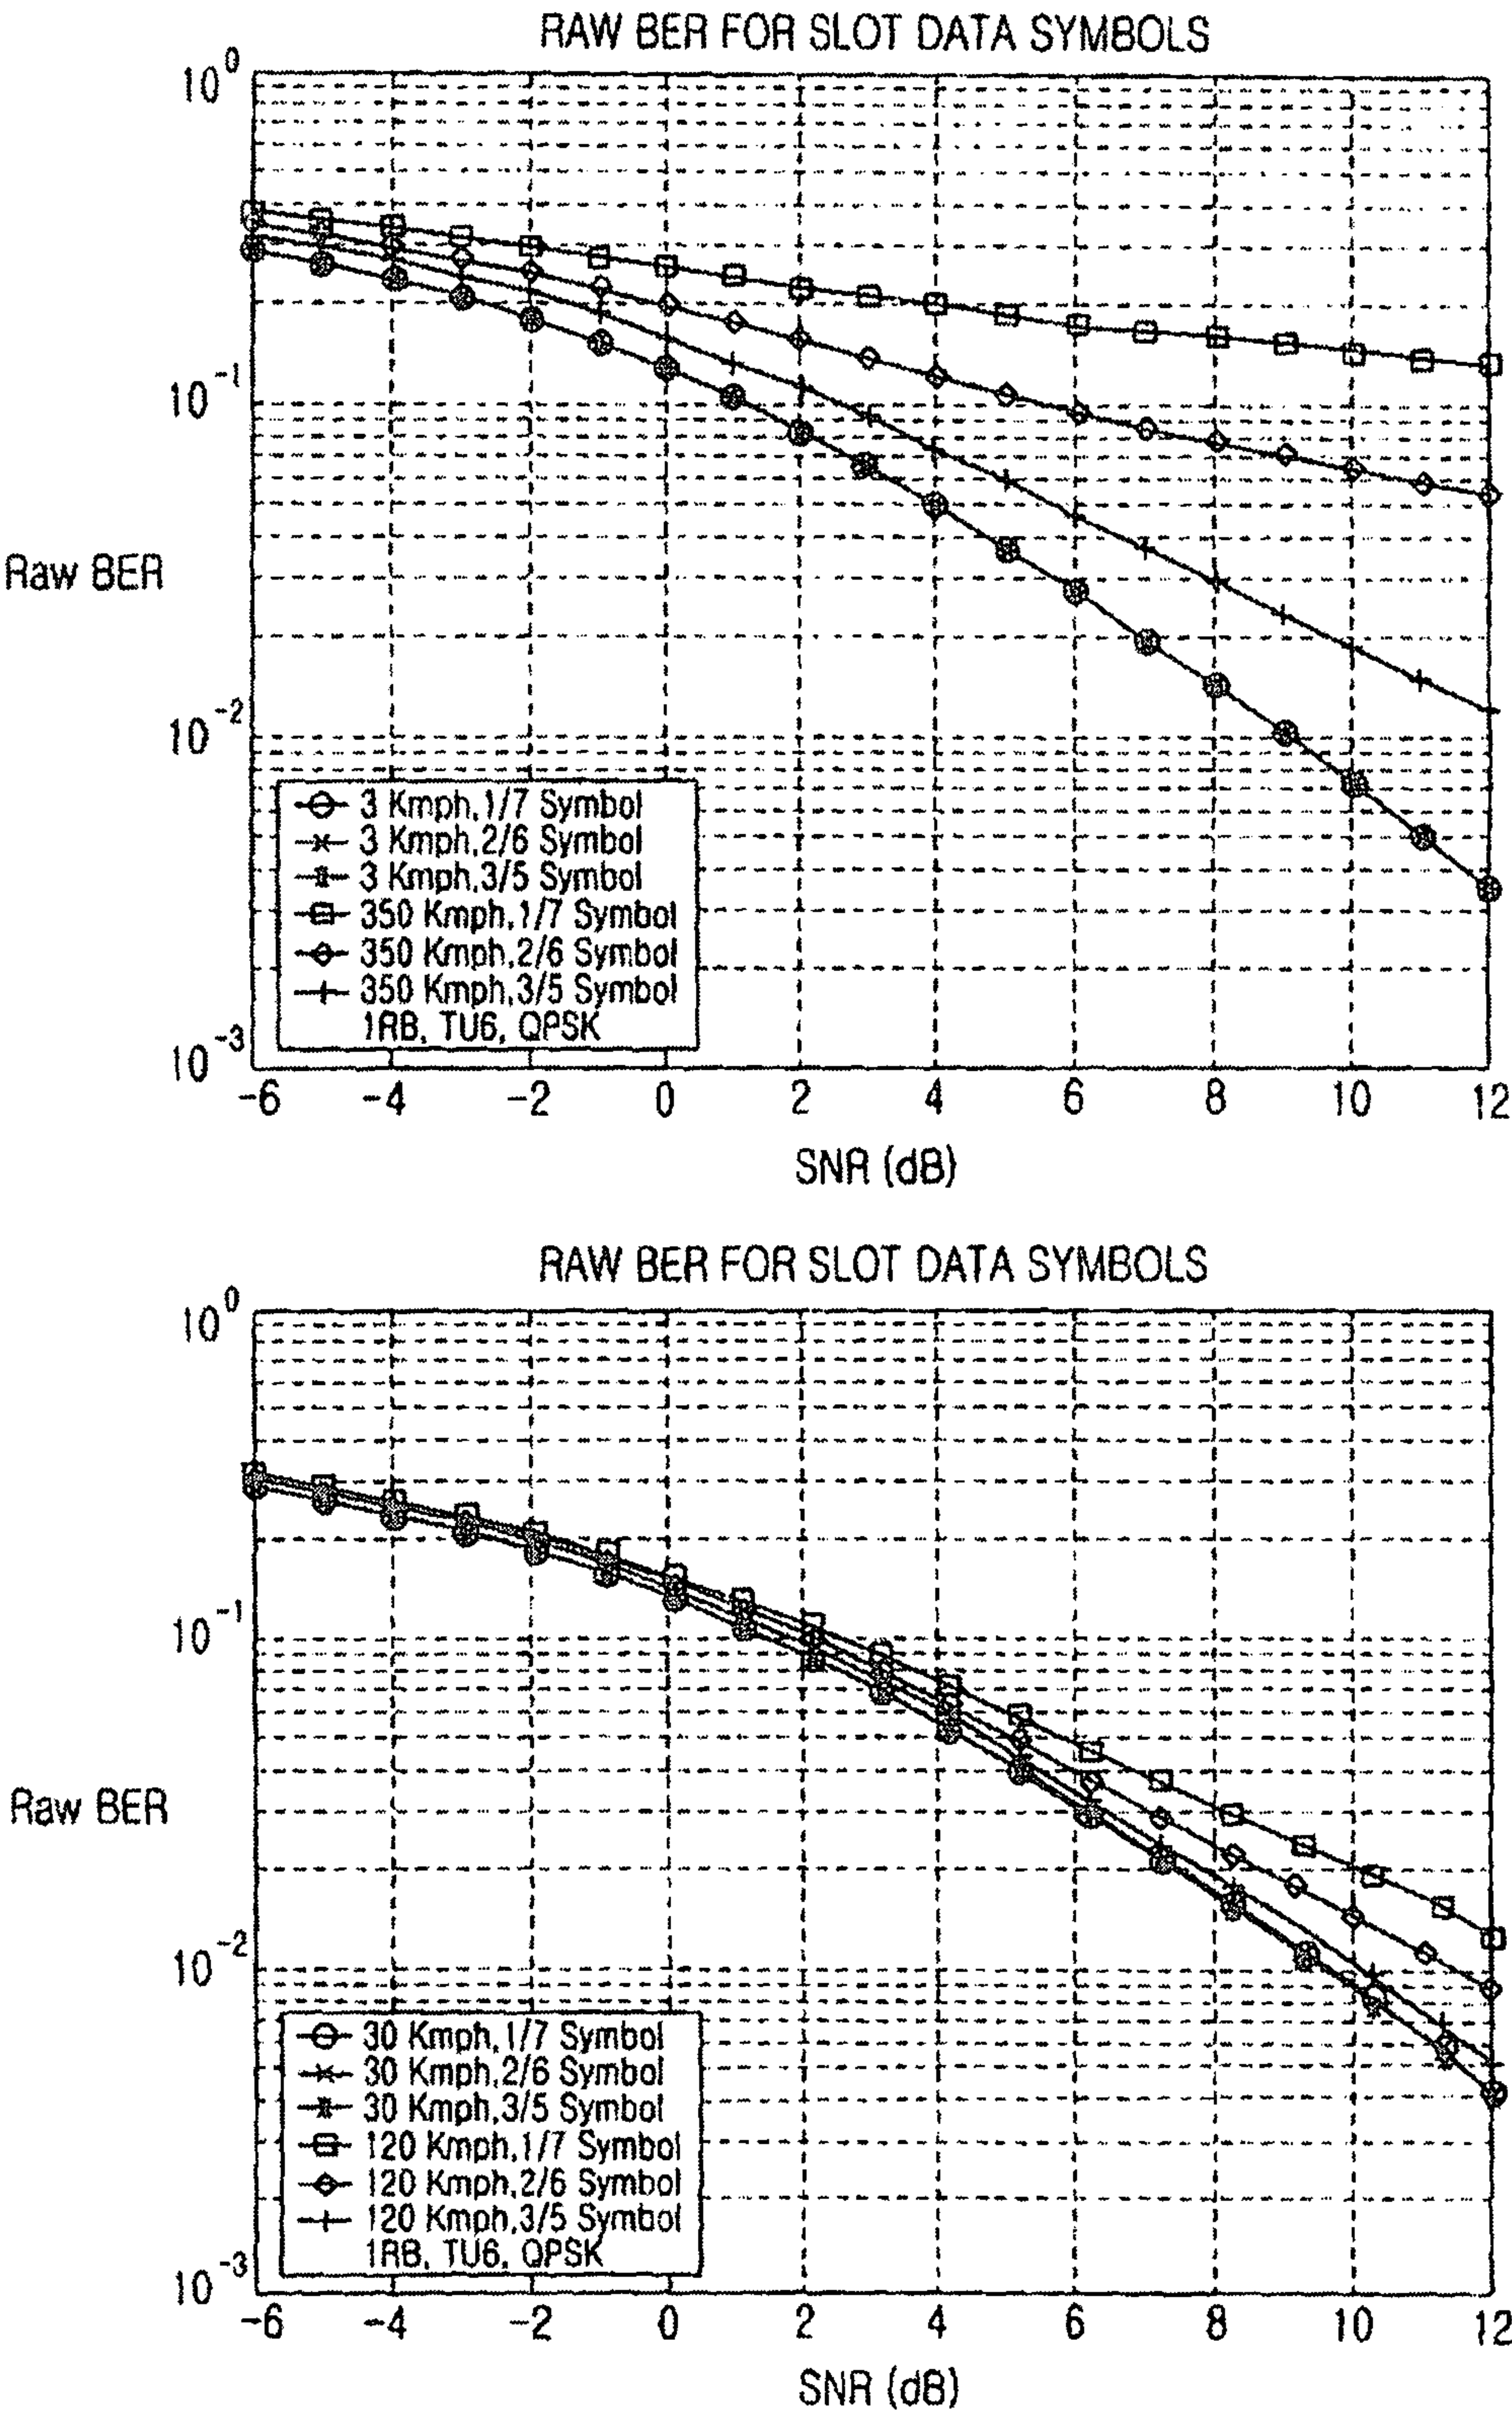 RAW BER FOR SLOT DATA SYMBOLS
10^0
10^-1
Raw BER
10^-2
3 Kmph, 1/7 Symbol
3 Kmph, 2/6 Symbol
3 Kmph, 3/5 Symbol
350 Kmph, 1/7 Symbol
350 Kmph, 2/6 Symbol
350 Kmph, 3/5 Symbol
1RB, TU6, QPSK
10^-3
-6 -4 -2 0 2 4 6 8 10 12
SNR (dB)
RAW BER FOR SLOT DATA SYMBOLS
10^0
10^-1
Raw BER
10^-2
30 Kmph, 1/7 Symbol
30 Kmph, 2/6 Symbol
30 Kmph, 3/5 Symbol
120 Kmph, 1/7 Symbol
120 Kmph, 2/6 Symbol
120 Kmph, 3/5 Symbol
1RB, TU6, QPSK
10^-3
-6 -4 -2 0 2 4 6 8 10 12
SNR (dB)